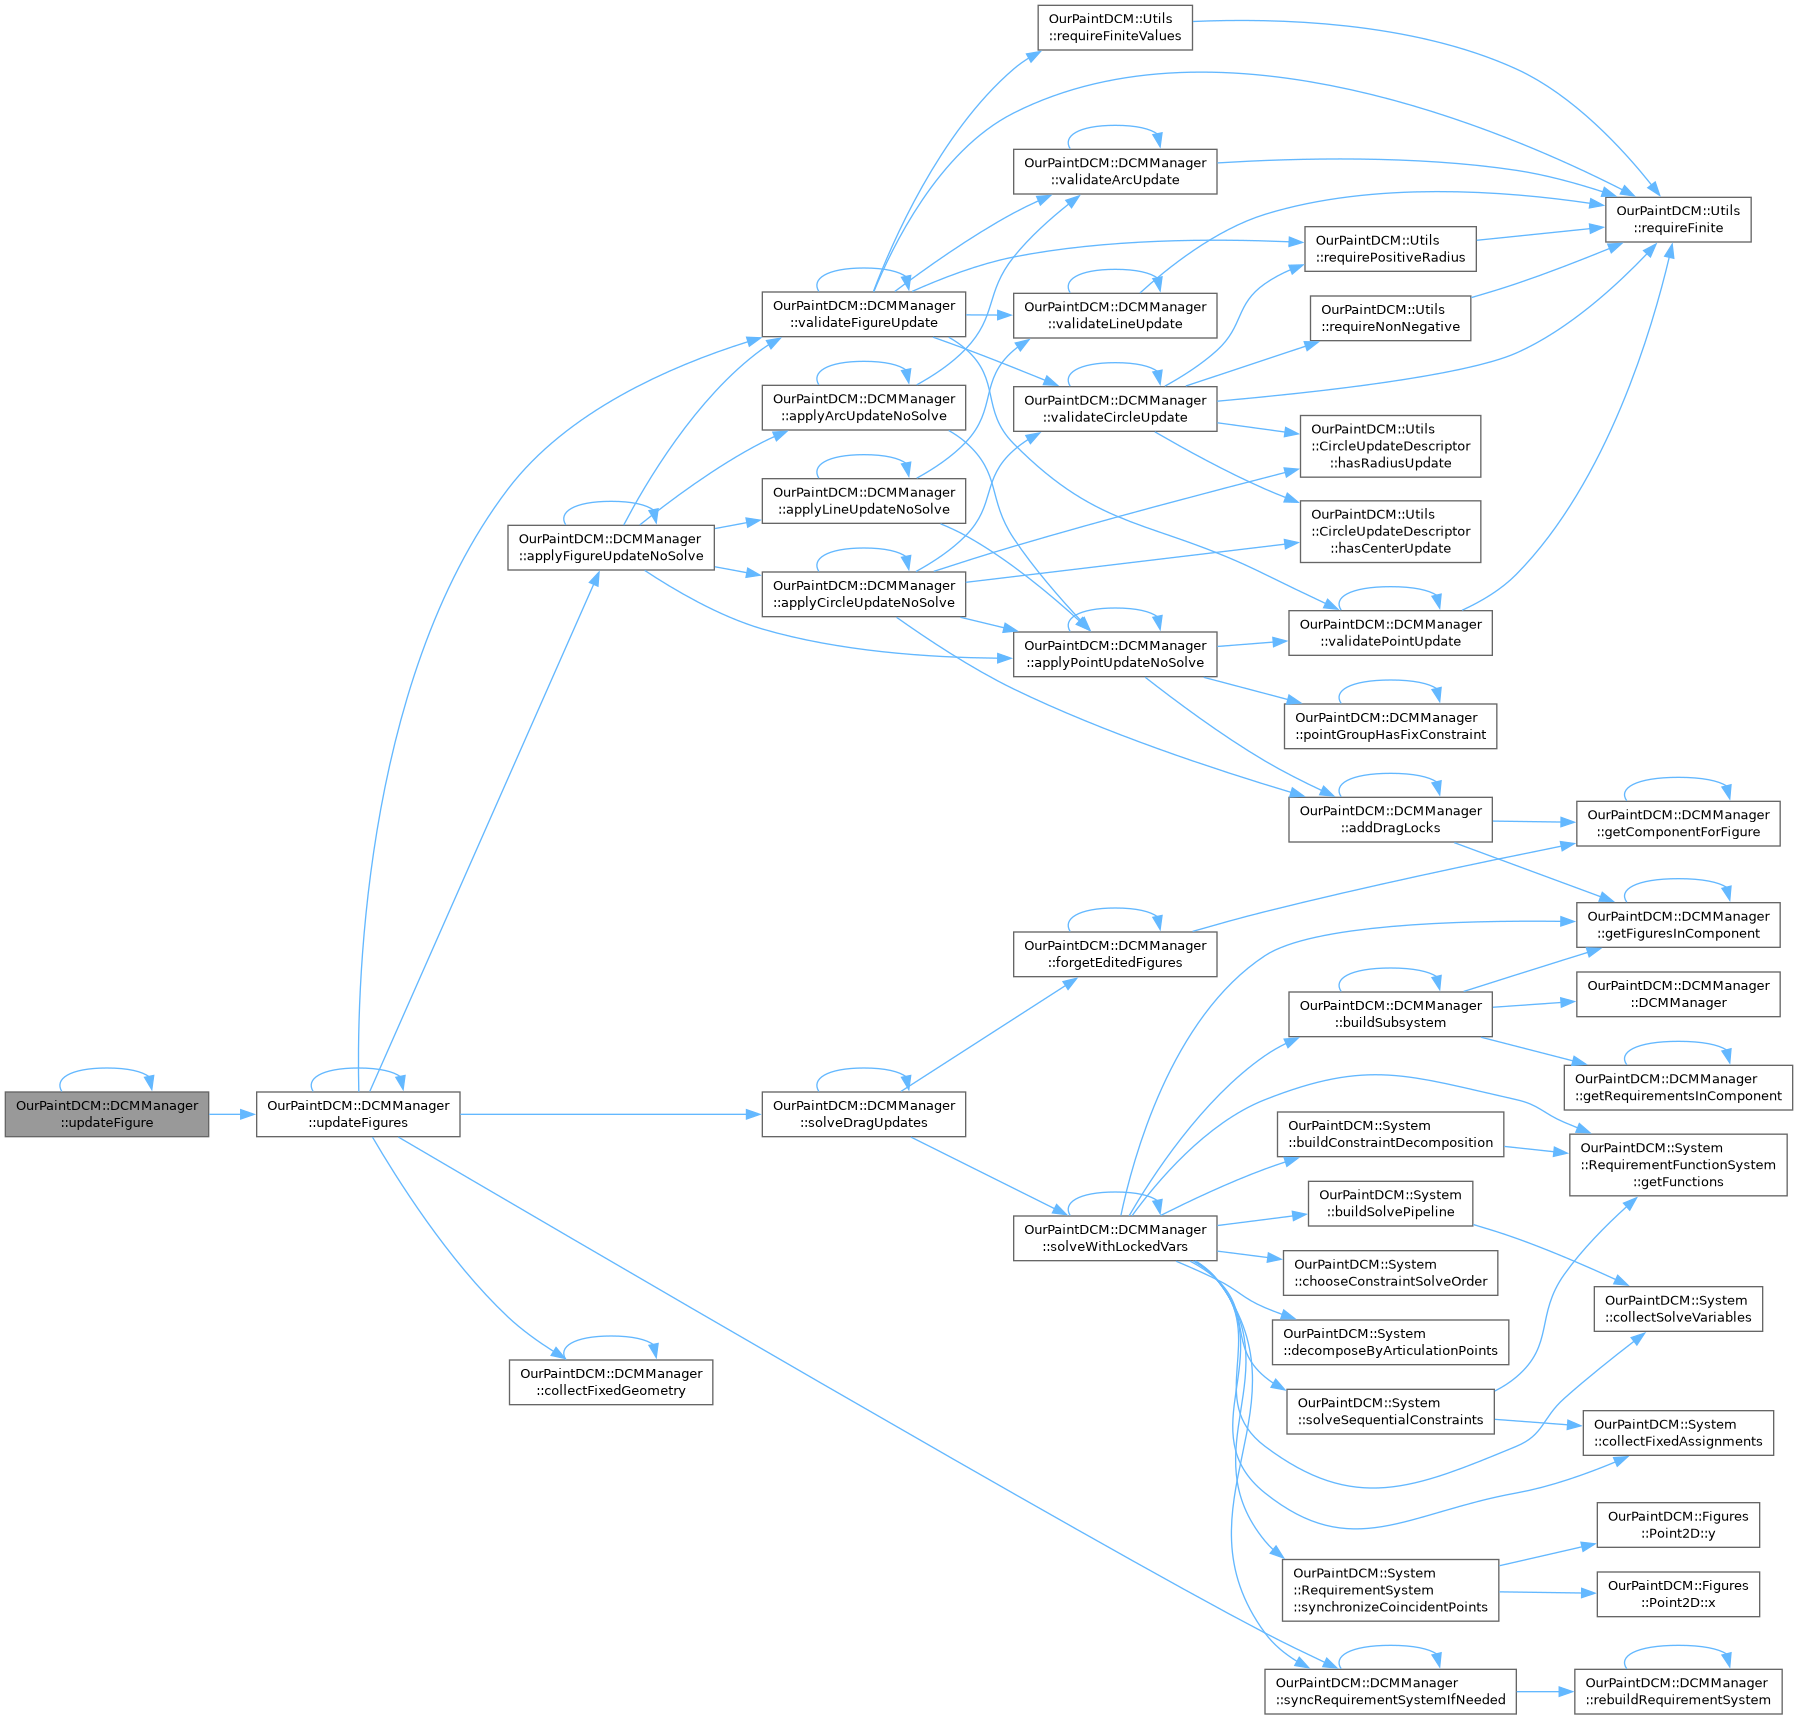 OurPaintDCM::Utils
::requireFiniteValues
OurPaintDCM::DCMManager
::validateArcUpdate
OurPaintDCM::Utils
::requireFinite
OurPaintDCM::Utils
::requirePositiveRadius
OurPaintDCM::DCMManager
::validateFigureUpdate
OurPaintDCM::DCMManager
::validateLineUpdate
OurPaintDCM::Utils
::requireNonNegative
OurPaintDCM::DCMManager
::applyArcUpdateNoSolve
OurPaintDCM::DCMManager
::validateCircleUpdate
OurPaintDCM::Utils
::CircleUpdateDescriptor
::hasRadiusUpdate
OurPaintDCM::DCMManager
::applyLineUpdateNoSolve
OurPaintDCM::Utils
::CircleUpdateDescriptor
::hasCenterUpdate
OurPaintDCM::DCMManager
::applyFigureUpdateNoSolve
OurPaintDCM::DCMManager
::applyCircleUpdateNoSolve
OurPaintDCM::DCMManager
::validatePointUpdate
OurPaintDCM::DCMManager
::applyPointUpdateNoSolve
OurPaintDCM::DCMManager
::pointGroupHasFixConstraint
OurPaintDCM::DCMManager
::addDragLocks
OurPaintDCM::DCMManager
::getComponentForFigure
OurPaintDCM::DCMManager
::getFiguresInComponent
OurPaintDCM::DCMManager
::forgetEditedFigures
OurPaintDCM::DCMManager
::DCMManager
OurPaintDCM::DCMManager
::buildSubsystem
OurPaintDCM::DCMManager
::getRequirementsInComponent
OurPaintDCM::DCMManager
::updateFigure
OurPaintDCM::DCMManager
::updateFigures
OurPaintDCM::DCMManager
::solveDragUpdates
OurPaintDCM::System
::buildConstraintDecomposition
OurPaintDCM::System
::RequirementFunctionSystem
::getFunctions
OurPaintDCM::System
::buildSolvePipeline
OurPaintDCM::DCMManager
::solveWithLockedVars
OurPaintDCM::System
::chooseConstraintSolveOrder
OurPaintDCM::System
::collectSolveVariables
OurPaintDCM::System
::decomposeByArticulationPoints
OurPaintDCM::DCMManager
::collectFixedGeometry
OurPaintDCM::System
::solveSequentialConstraints
OurPaintDCM::System
::collectFixedAssignments
OurPaintDCM::Figures
::Point2D::y
OurPaintDCM::System
::RequirementSystem
::synchronizeCoincidentPoints
OurPaintDCM::Figures
::Point2D::x
OurPaintDCM::DCMManager
::syncRequirementSystemIfNeeded
OurPaintDCM::DCMManager
::rebuildRequirementSystem